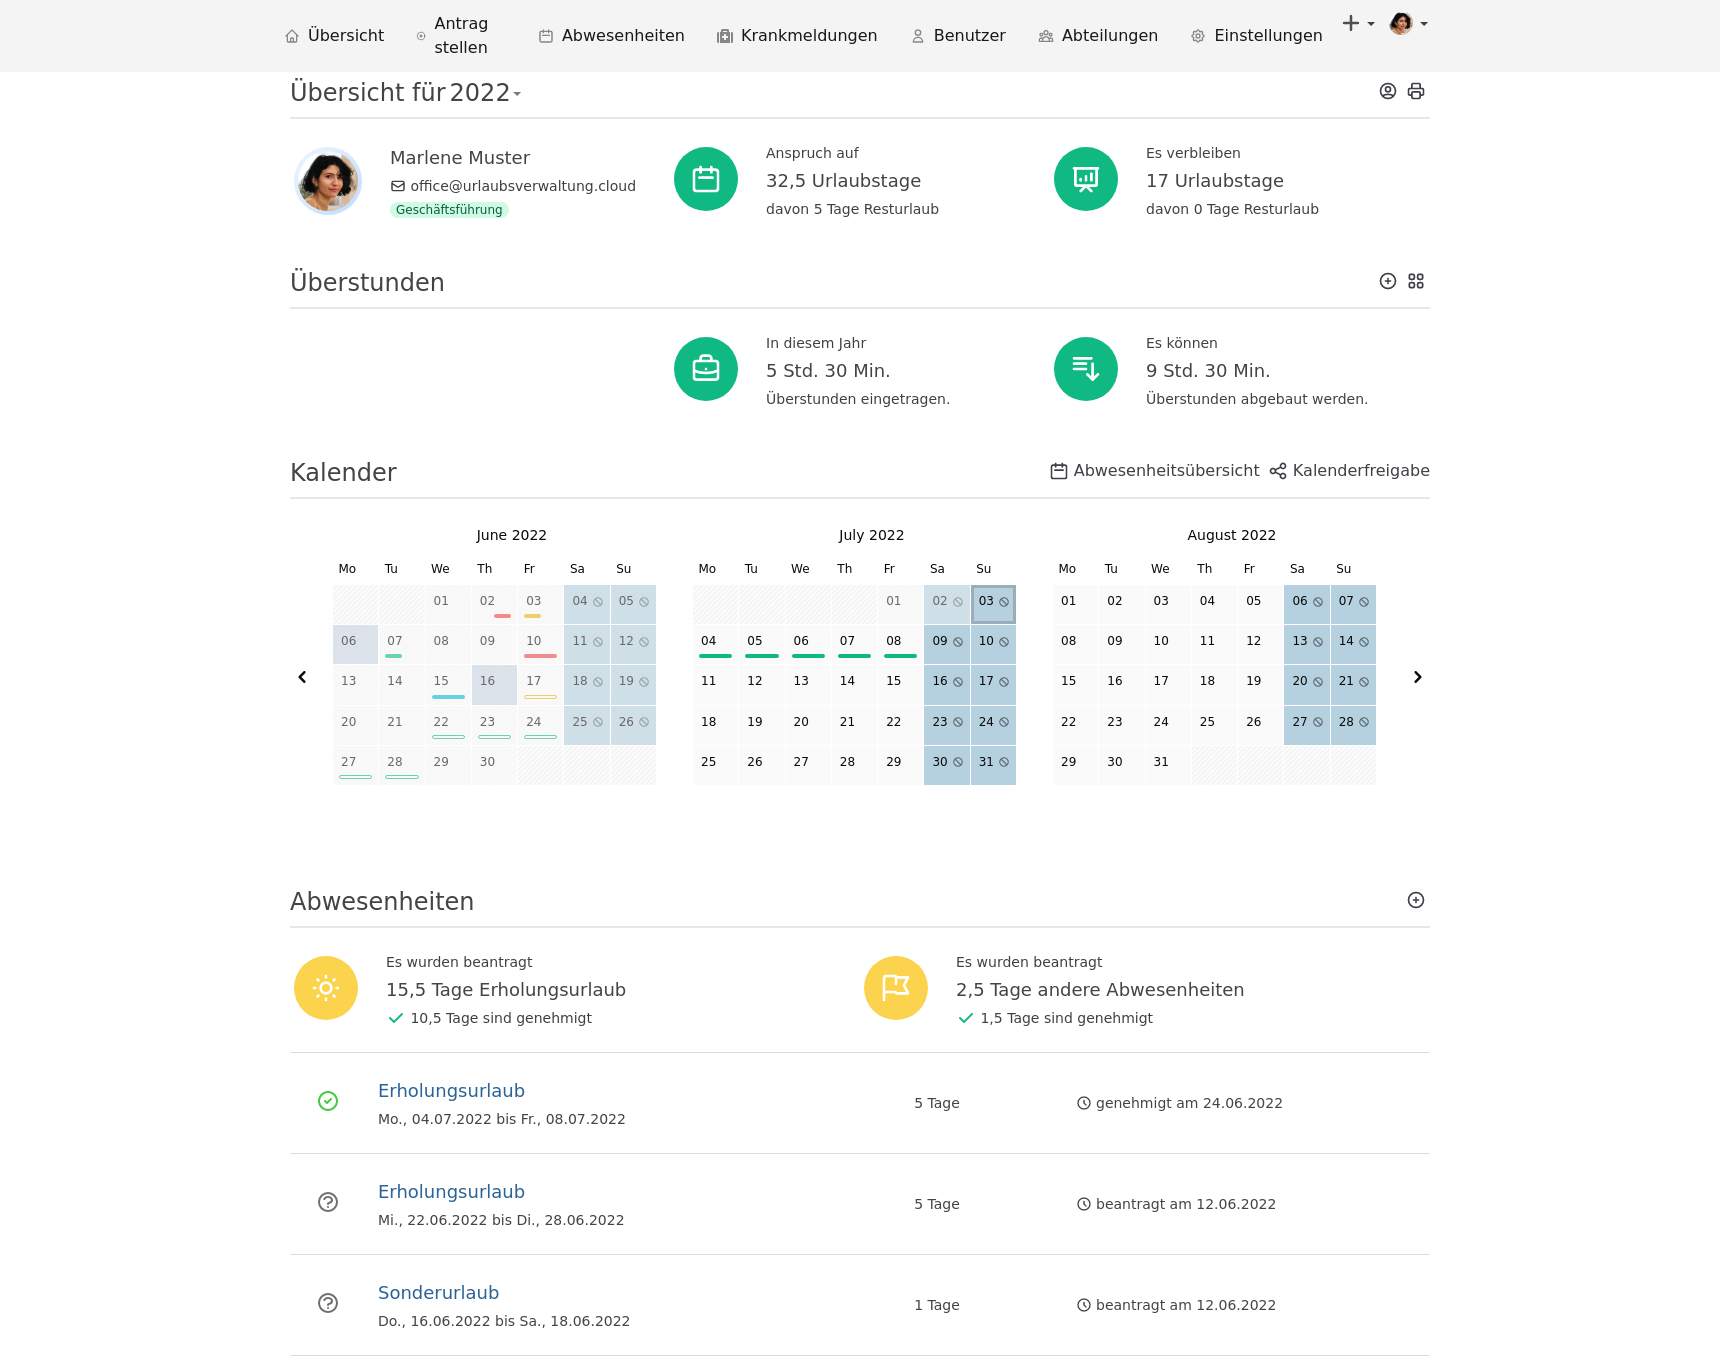 Übersicht Antrag stellen Abwesenheiten Krankmeldungen Benutzer Abteilungen Einstellungen
Übersicht für 2022
Marlene Muster
office@urlaubsverwaltung.cloud
Geschäftsführung
Anspruch auf
32,5 Urlaubstage
davon 5 Tage Resturlaub
Es verbleiben
17 Urlaubstage
davon 0 Tage Resturlaub
Überstunden
In diesem Jahr
5 Std. 30 Min.
Überstunden eingetragen.
Es können
9 Std. 30 Min.
Überstunden abgebaut werden.
Kalender
Abwesenheitsübersicht Kalenderfreigabe
June 2022
Mo Tu We Th Fr Sa Su
01 02 03 04 05
06 07 08 09 10 11 12
13 14 15 16 17 18 19
20 21 22 23 24 25 26
27 28 29 30
July 2022
Mo Tu We Th Fr Sa Su
01 02 03
04 05 06 07 08 09 10
11 12 13 14 15 16 17
18 19 20 21 22 23 24
25 26 27 28 29 30 31
August 2022
Mo Tu We Th Fr Sa Su
01 02 03 04 05 06 07
08 09 10 11 12 13 14
15 16 17 18 19 20 21
22 23 24 25 26 27 28
29 30 31
Abwesenheiten
Es wurden beantragt
15,5 Tage Erholungsurlaub
10,5 Tage sind genehmigt
Es wurden beantragt
2,5 Tage andere Abwesenheiten
1,5 Tage sind genehmigt
Erholungsurlaub
Mo., 04.07.2022 bis Fr., 08.07.2022
5 Tage
genehmigt am 24.06.2022
Erholungsurlaub
Mi., 22.06.2022 bis Di., 28.06.2022
5 Tage
beantragt am 12.06.2022
Sonderurlaub
Do., 16.06.2022 bis Sa., 18.06.2022
1 Tage
beantragt am 12.06.2022